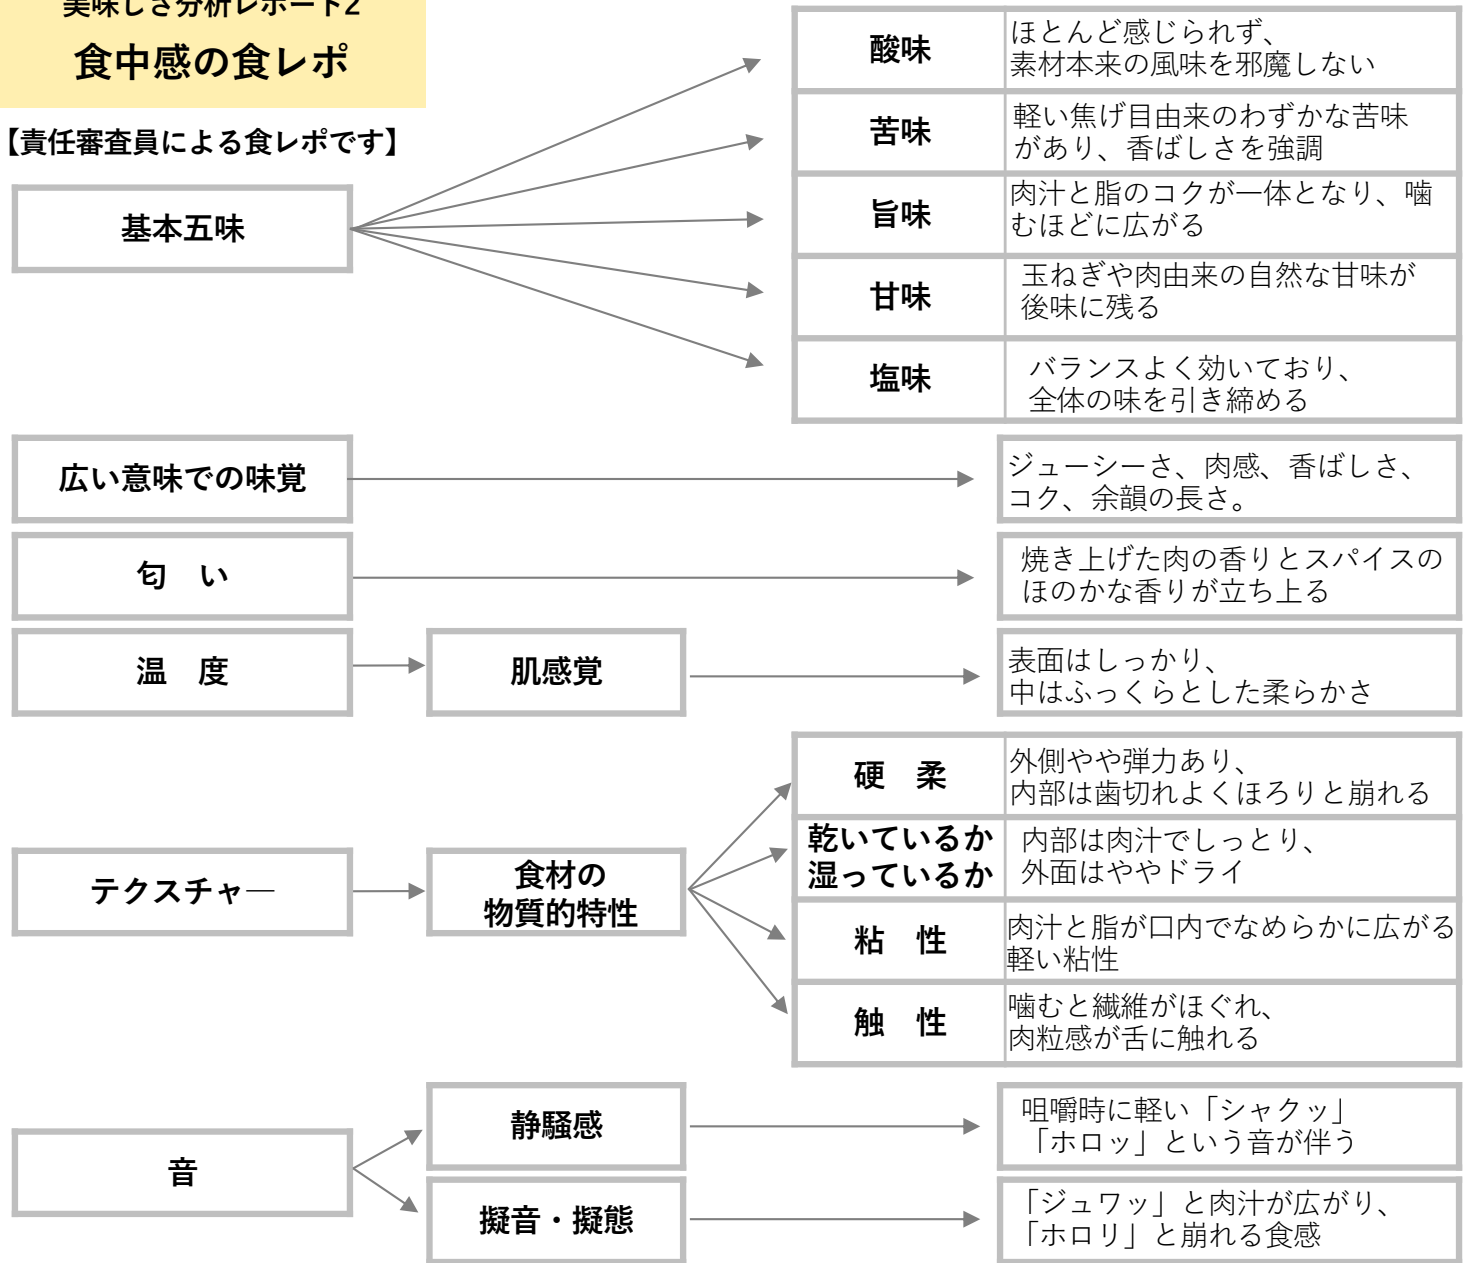 美味しさ分析レポート2
食中感の食レポ
【責任審査員による食レポです】
基本五味
酸味
ほとんど感じられず、
素材本来の風味を邪魔しない
苦味
軽い焦げ目由来のわずかな苦味
があり、香ばしさを強調
旨味
肉汁と脂のコクが一体となり、噛
むほどに広がる
甘味
玉ねぎや肉由来の自然な甘味が
後味に残る
塩味
バランスよく効いており、
全体の味を引き締める
広い意味での味覚
ジューシーさ、肉感、香ばしさ、
コク、余韻の長さ。
匂　い
焼き上げた肉の香りとスパイスの
ほのかな香りが立ち上る
温　度
肌感覚
表面はしっかり、
中はふっくらとした柔らかさ
テクスチャ―
食材の
物質的特性
硬　柔
外側やや弾力あり、
内部は歯切れよくほろりと崩れる
乾いているか
湿っているか
内部は肉汁でしっとり、
外面はややドライ
粘　性
肉汁と脂が口内でなめらかに広がる
軽い粘性
触　性
噛むと繊維がほぐれ、
肉粒感が舌に触れる
音
静騒感
咀嚼時に軽い「シャクッ」
「ホロッ」という音が伴う
擬音・擬態
「ジュワッ」と肉汁が広がり、
「ホロリ」と崩れる食感